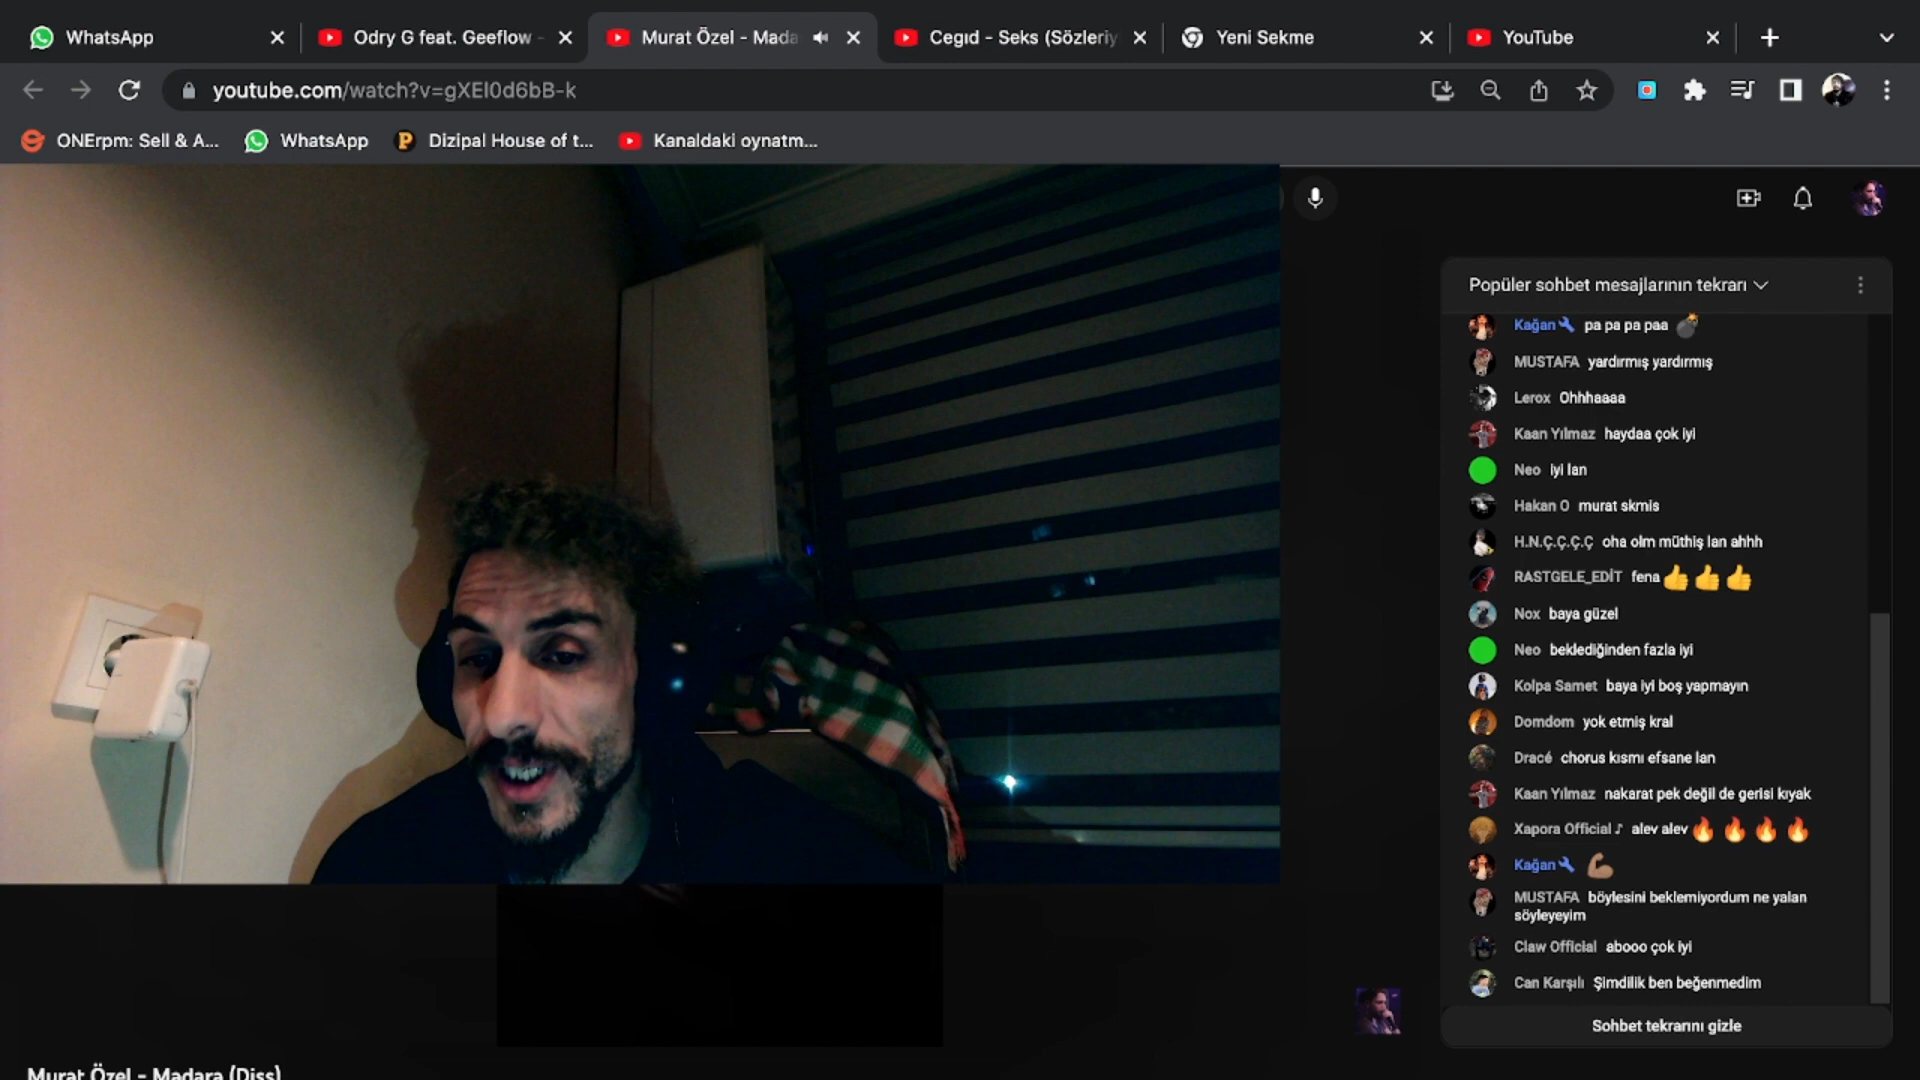 WhatsApp
Odry G feat. Geeflow -
Murat Özel - Mada
Cegıd - Seks (Sözleriy
Yeni Sekme
YouTube
youtube.com/watch?v=gXEl0d6bB-k
ONErpm: Sell & A...
WhatsApp
Dizipal House of t...
Kanaldaki oynatm...
Popüler sohbet mesajlarının tekrarı
Kağan pa pa pa paa 💣
MUSTAFA yardırmış yardırmış
Lerox Ohhhaaaa
Kaan Yılmaz haydaa çok iyi
Neo iyi lan
Hakan O murat skmis
H.N.Ç.Ç.Ç.Ç oha olm müthiş lan ahhh
RASTGELE_EDİT fena👍👍👍
Nox baya güzel
Neo beklediğinden fazla iyi
Kolpa Samet baya iyi boş yapmayın
Domdom yok etmiş kral
Dracé chorus kısmı efsane lan
Kaan Yılmaz nakarat pek değil de gerisi kıyak
Xapora Official ♪ alev alev🔥🔥🔥🔥
Kağan 💪🏽
MUSTAFA böylesini beklemiyordum ne yalan
söyleyeyim
Claw Official abooo çok iyi
Can Karşılı Şimdilik ben beğenmedim
Sohbet tekrarını gizle
Murat Özel - Madara (Diss)